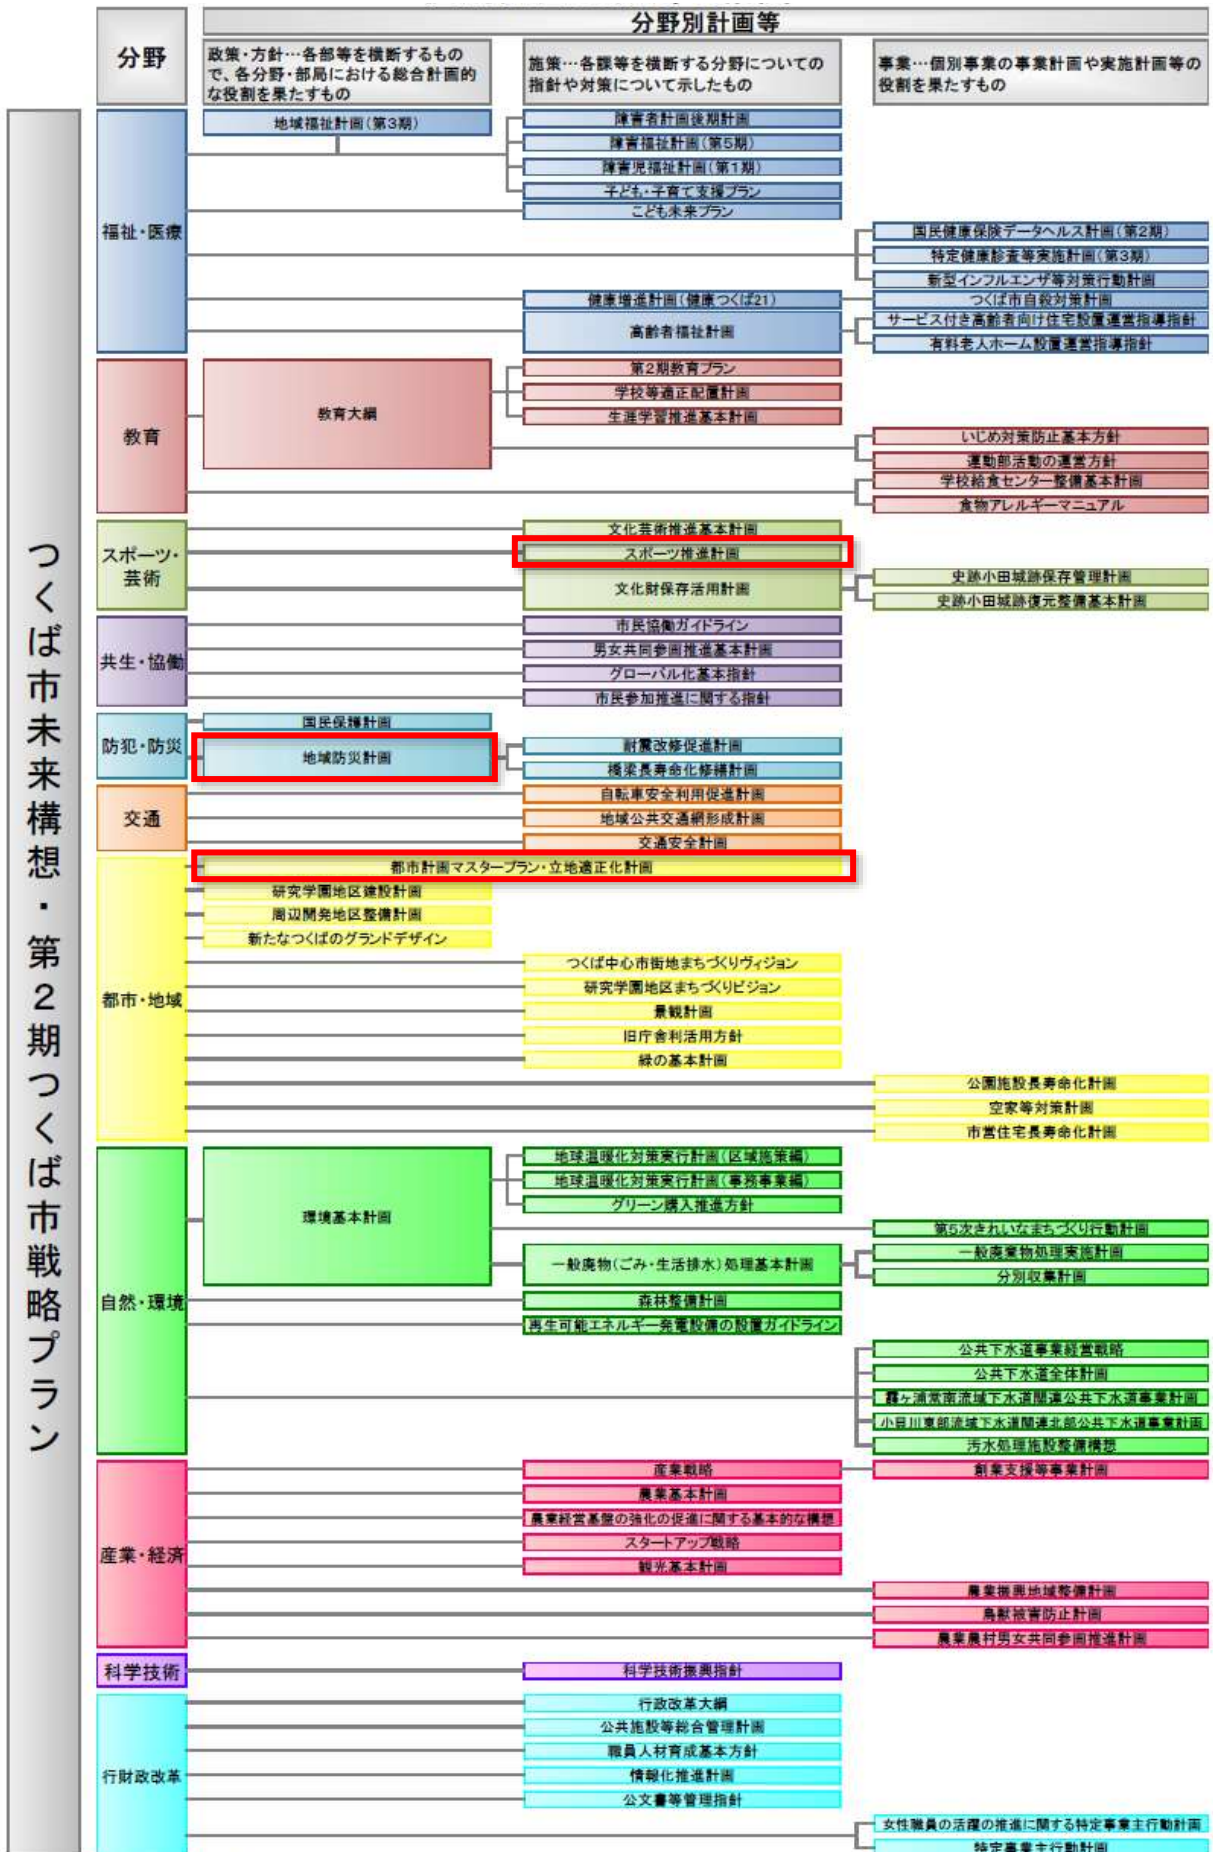 分野別計画等
分野
政策・方針…各部等を横断するもので、各分野・部局における総合計画的な役割を果たすもの
施策…各課等を横断する分野についての指針や対策について示したもの
事業…個別事業の事業計画や実施計画等の役割を果たすもの
つくば市未来構想・第2期つくば市戦略プラン
福祉・医療
地域福祉計画(第3期)
障害者計画後期計画
障害福祉計画(第5期)
障害児福祉計画(第1期)
子ども・子育て支援プラン
こども未来プラン
国民健康保険データヘルス計画(第2期)
特定健康診査等実施計画(第3期)
新型インフルエンザ等対策行動計画
健康増進計画(健康つくば21)
つくば市自殺対策計画
高齢者福祉計画
サービス付き高齢者向け住宅設置運営指導指針
有料老人ホーム設置運営指導指針
教育
教育大綱
第2期教育プラン
学校等適正配置計画
生涯学習推進基本計画
いじめ対策防止基本方針
運動部活動の運営方針
学校給食センター整備基本計画
食物アレルギーマニュアル
スポーツ・
芸術
文化芸術推進基本計画
スポーツ推進計画
文化財保存活用計画
史跡小田城跡保存管理計画
史跡小田城跡復元整備基本計画
共生・協働
市民協働ガイドライン
男女共同参画推進基本計画
グローバル化基本指針
市民参加推進に関する指針
防犯・防災
国民保護計画
地域防災計画
耐震改修促進計画
橋梁長寿命化修繕計画
交通
自転車安全利用促進計画
地域公共交通網形成計画
交通安全計画
都市・地域
都市計画マスタープラン・立地適正化計画
研究学園地区建設計画
周辺開発地区整備計画
新たなつくばのグランドデザイン
つくば中心市街地まちづくりヴィジョン
研究学園地区まちづくりビジョン
景観計画
旧庁舎利活用方針
緑の基本計画
公園施設長寿命化計画
空家等対策計画
市営住宅長寿命化計画
自然・環境
環境基本計画
地球温暖化対策実行計画(区域施策編)
地球温暖化対策実行計画(事務事業編)
グリーン購入推進方針
第5次きれいなまちづくり行動計画
一般廃物(ごみ・生活排水)処理基本計画
一般廃棄物処理実施計画
分別収集計画
森林整備計画
再生可能エネルギー発電設備の設置ガイドライン
公共下水道事業経営戦略
公共下水道全体計画
霞ヶ浦常南流域下水道関連公共下水道事業計画
小貝川東部流域下水道関連北部公共下水道事業計画
汚水処理施設整備構想
産業・経済
産業戦略
創業支援等事業計画
農業基本計画
農業経営基盤の強化の促進に関する基本的な構想
スタートアップ戦略
観光基本計画
農業振興地域整備計画
鳥獣被害防止計画
農業農村男女共同参画推進計画
科学技術
科学技術振興指針
行財政改革
行政改革大綱
公共施設等総合管理計画
職員人材育成基本方針
情報化推進計画
公文書等管理指針
女性職員の活躍の推進に関する特定事業主行動計画
特定事業主行動計画